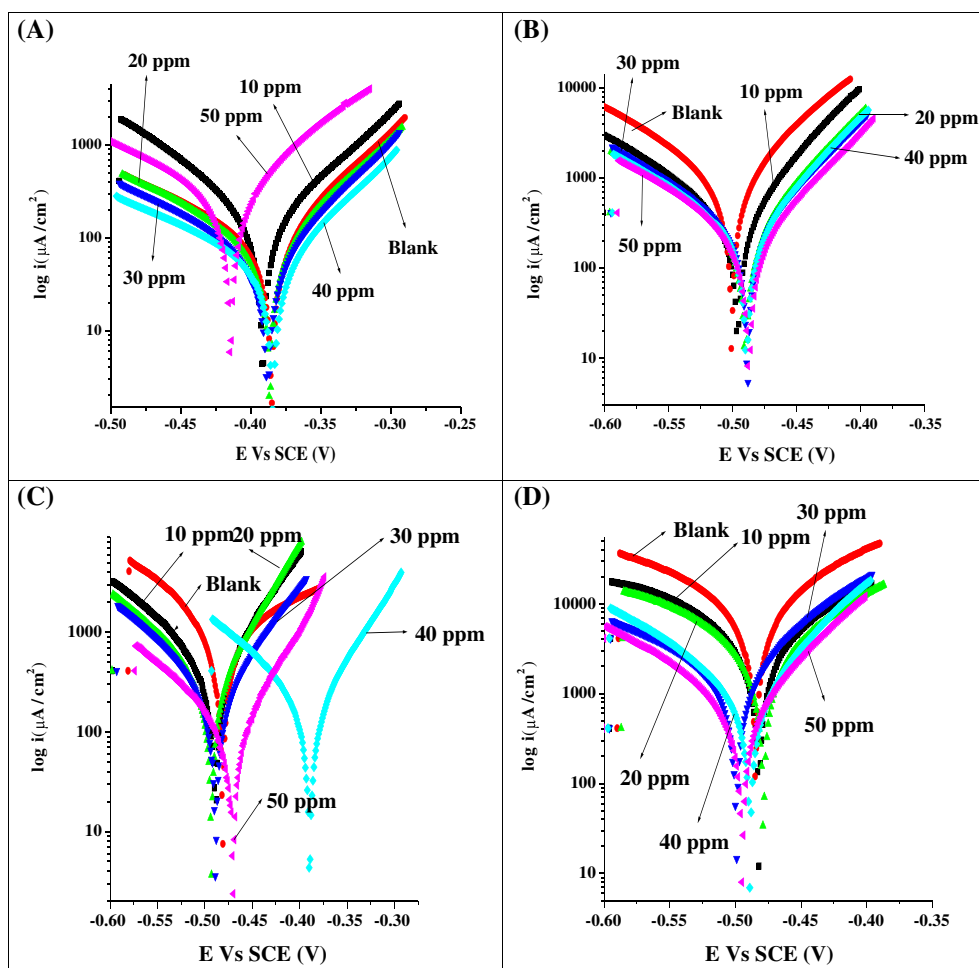 (A)
20 ppm
10 ppm
50 ppm
1000
100
10
log i(μA /cm²)
Blank
30 ppm
40 ppm
-0.50 -0.45 -0.40 -0.35 -0.30 -0.25
E Vs SCE (V)
(B)
30 ppm
10 ppm
Blank
20 ppm
40 ppm
50 ppm
10000
1000
100
10
log i(μA /cm²)
-0.60 -0.55 -0.50 -0.45 -0.40 -0.35
E Vs SCE (V)
(C)
10 ppm 20 ppm
30 ppm
Blank
40 ppm
50 ppm
1000
100
10
log i(μA / cm²)
-0.60 -0.55 -0.50 -0.45 -0.40 -0.35 -0.30
E Vs SCE (V)
(D)
30 ppm
Blank
10 ppm
50 ppm
20 ppm
40 ppm
10000
1000
100
10
log i(μA / cm²)
-0.60 -0.55 -0.50 -0.45 -0.40 -0.35
E Vs SCE (V)